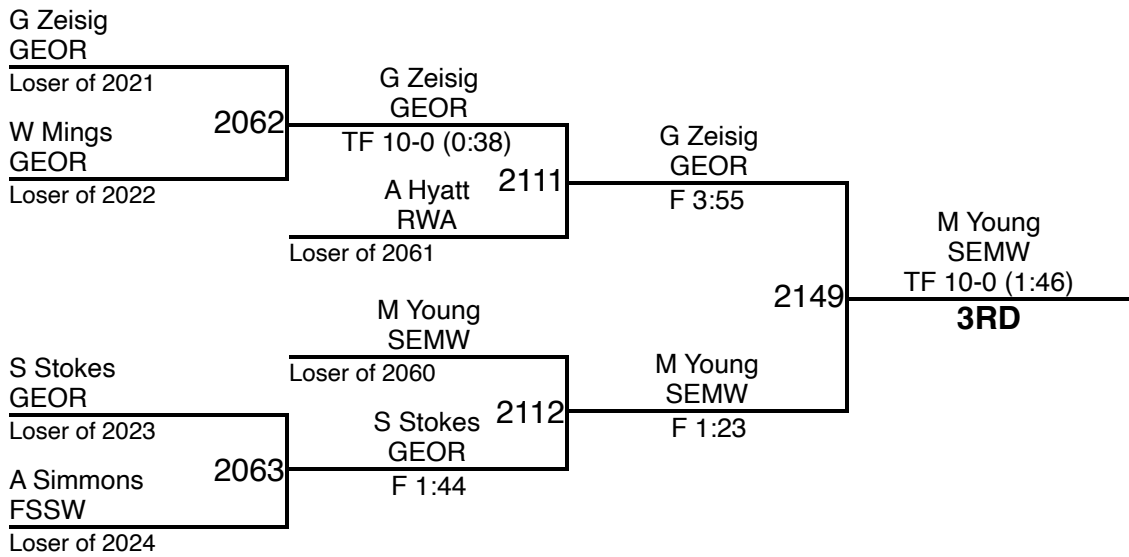 G Zeisig
GEOR
Loser of 2021
W Mings
GEOR
Loser of 2022
2062
G Zeisig
GEOR
TF 10-0 (0:38)
A Hyatt
RWA
Loser of 2061
2111
G Zeisig
GEOR
F 3:55
M Young
SEMW
Loser of 2060
S Stokes
GEOR
Loser of 2023
A Simmons
FSSW
Loser of 2024
2063
S Stokes
GEOR
F 1:44
2112
M Young
SEMW
F 1:23
2149
M Young
SEMW
TF 10-0 (1:46)
3RD